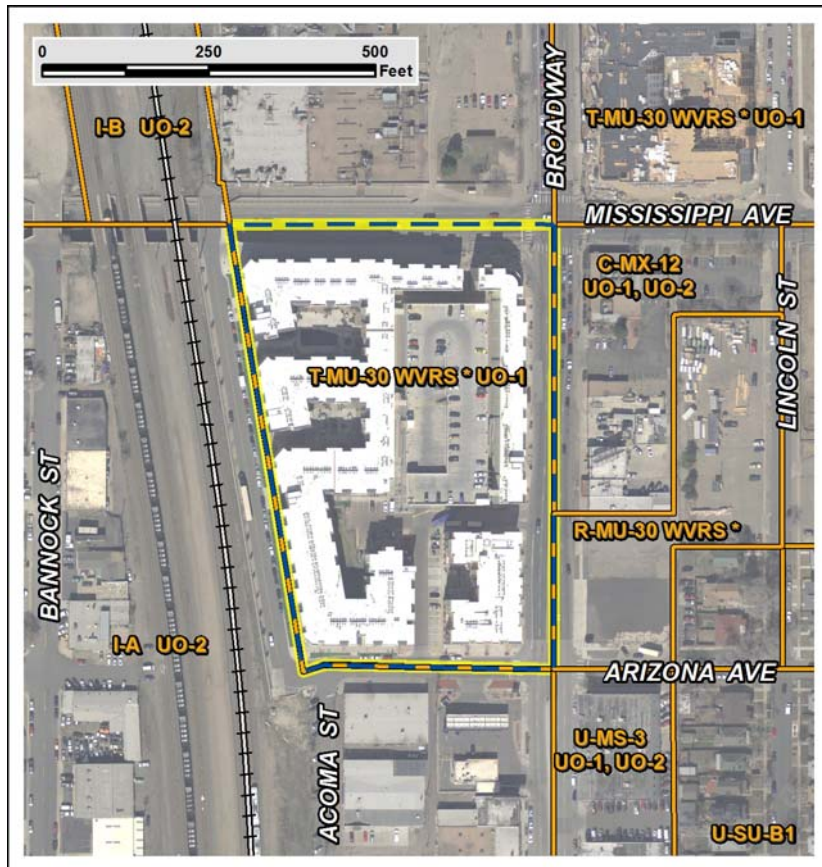 0 250 500
Feet
I-B UO-2
BROADWAY
T-MU-30 WVRS * UO-1
MISSISSIPPI AVE
C-MX-12
UO-1, UO-2
LINCOLN ST
T-MU-30 WVRS * UO-1
BANNOCK ST
R-MU-30 WVRS *
I-A UO-2
ARIZONA AVE
ACOMA ST
U-MS-3
UO-1, UO-2
U-SU-B1